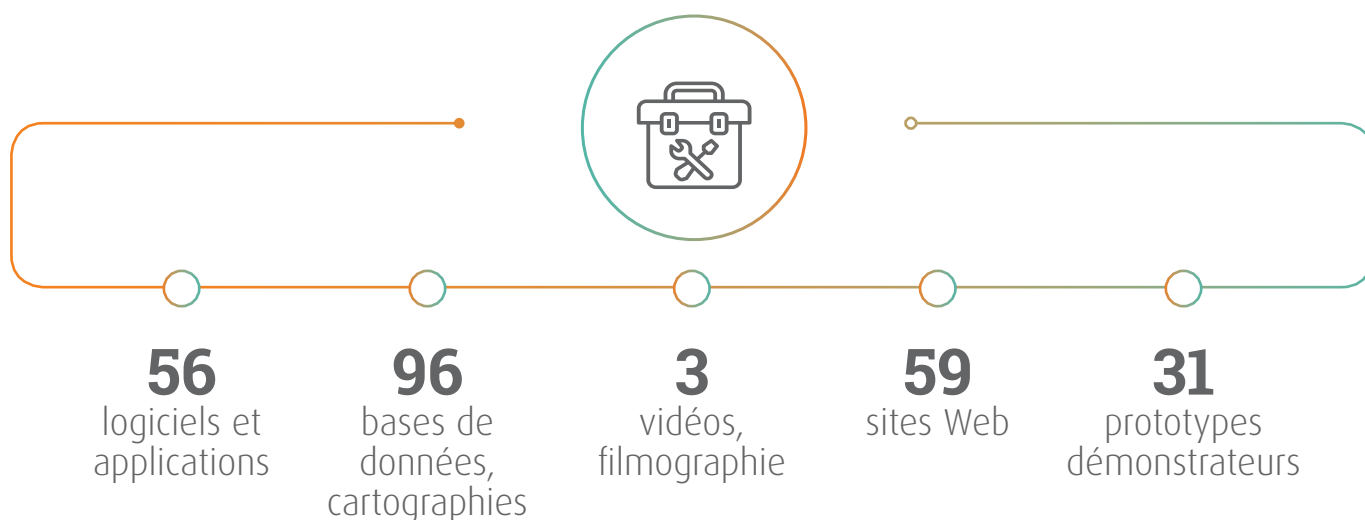 56
logiciels et
applications
96
bases de
données,
cartographies
3
vidéos,
filmographie
59
sites Web
31
prototypes
démonstrateurs